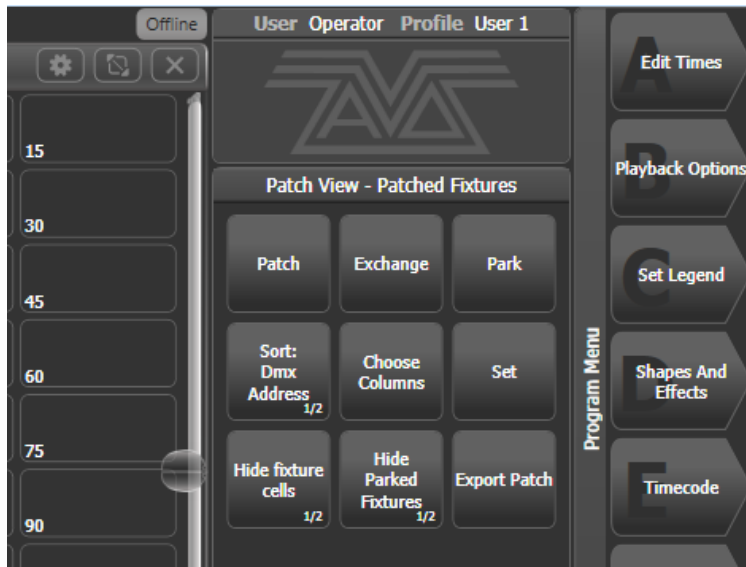 Offline
User Operator Profile User 1
15
30
45
60
75
90
Patch View - Patched Fixtures
Patch
Exchange
Park
Sort:
Dmx
Address
1/2
Choose
Columns
Set
Hide fixture
cells
1/2
Hide
Parked
Fixtures
1/2
Export Patch
Program Menu
A
Edit Times
B
Playback Options
C
Set Legend
D
Shapes And
Effects
E
Timecode